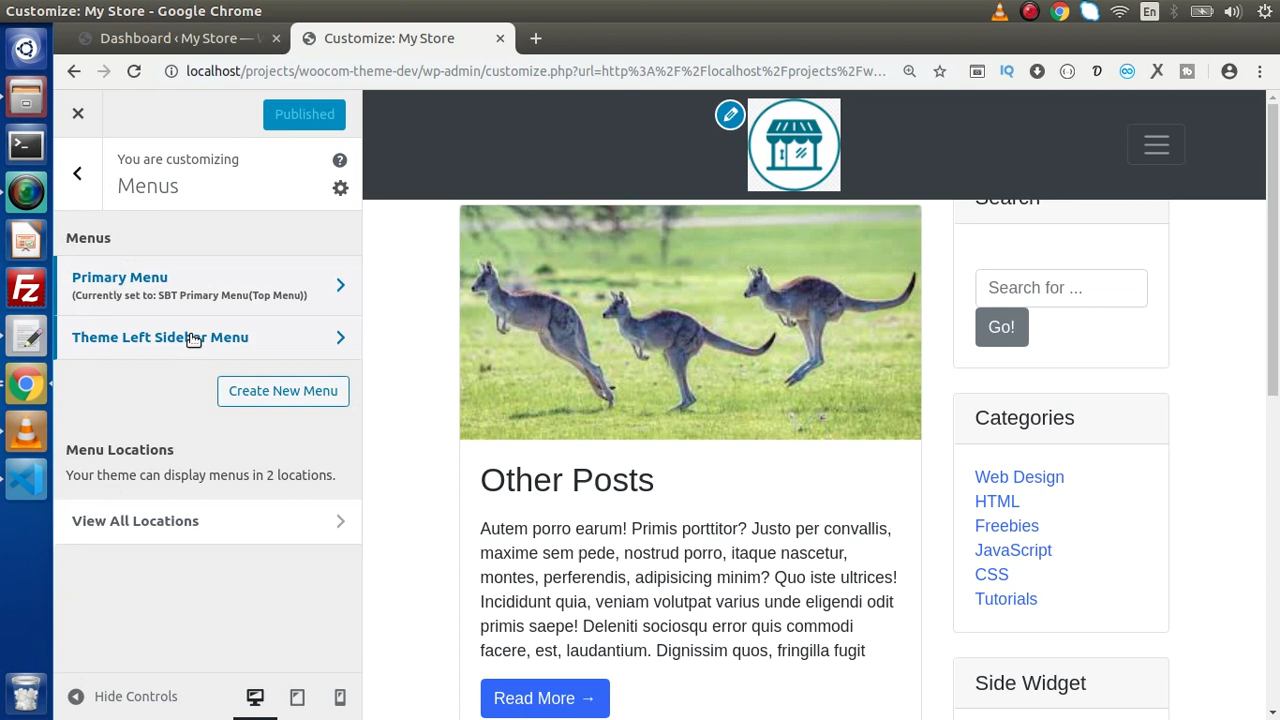 Customize: My Store - Google Chrome
En
Dashboard ‹ My Store —
Customize: My Store
localhost/projects/woocom-theme-dev/wp-admin/customize.php?url=http%3A%2F%2Flocalhost%2Fprojects%2Fw...
IQ
Published
You are customizing
Menus
Menus
Primary Menu
(Currently set to: SBT Primary Menu(Top Menu))
Theme Left Sidebar Menu
Create New Menu
Menu Locations
Your theme can display menus in 2 locations.
View All Locations
Hide Controls
Other Posts
Autem porro earum! Primis porttitor? Justo per convallis,
maxime sem pede, nostrud porro, itaque nascetur,
montes, perferendis, adipisicing minim? Quo iste ultrices!
Incididunt quia, veniam volutpat varius unde eligendi odit
primis saepe! Deleniti sociosqu error quis commodi
facere, est, laudantium. Dignissim quos, fringilla fugit
Read More →
Search
Search for ...
Go!
Categories
Web Design
HTML
Freebies
JavaScript
CSS
Tutorials
Side Widget